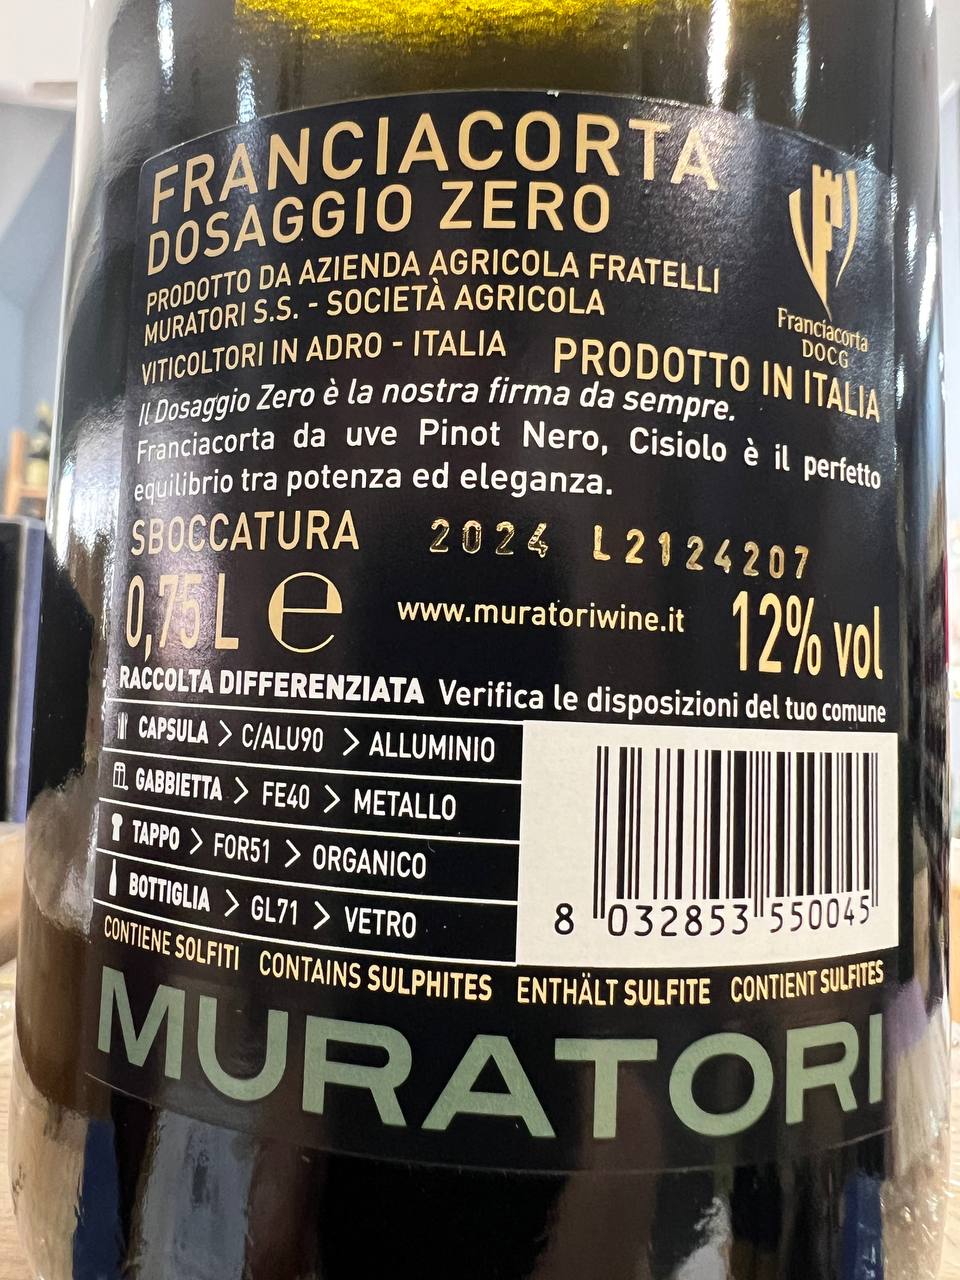 FRANCIACORTA
DOSAGGIO ZERO
PRODOTTO DA AZIENDA AGRICOLA FRATELLI
MURATORI S.S. - SOCIETÀ AGRICOLA
VITICOLTORI IN ADRO - ITALIA
Franciacorta
DOCG
PRODOTTO IN ITALIA
Il Dosaggio Zero è la nostra firma da sempre.
Franciacorta da uve Pinot Nero, Cisiolo è il perfetto
equilibrio tra potenza ed eleganza.
SBOCCATURA 2024 L2124207
0,75 L e www.muratoriwine.it 12% vol
RACCOLTA DIFFERENZIATA Verifica le disposizioni del tuo comune
CAPSULA > C/ALU90 > ALLUMINIO
GABBIETTA > FE40 > METALLO
TAPPO > FOR51 > ORGANICO
BOTTIGLIA > GL71 > VETRO
8 032853 550045
CONTIENE SOLFITI CONTAINS SULPHITES ENTHÄLT SULFITE CONTIENT SULFITES
MURATORI